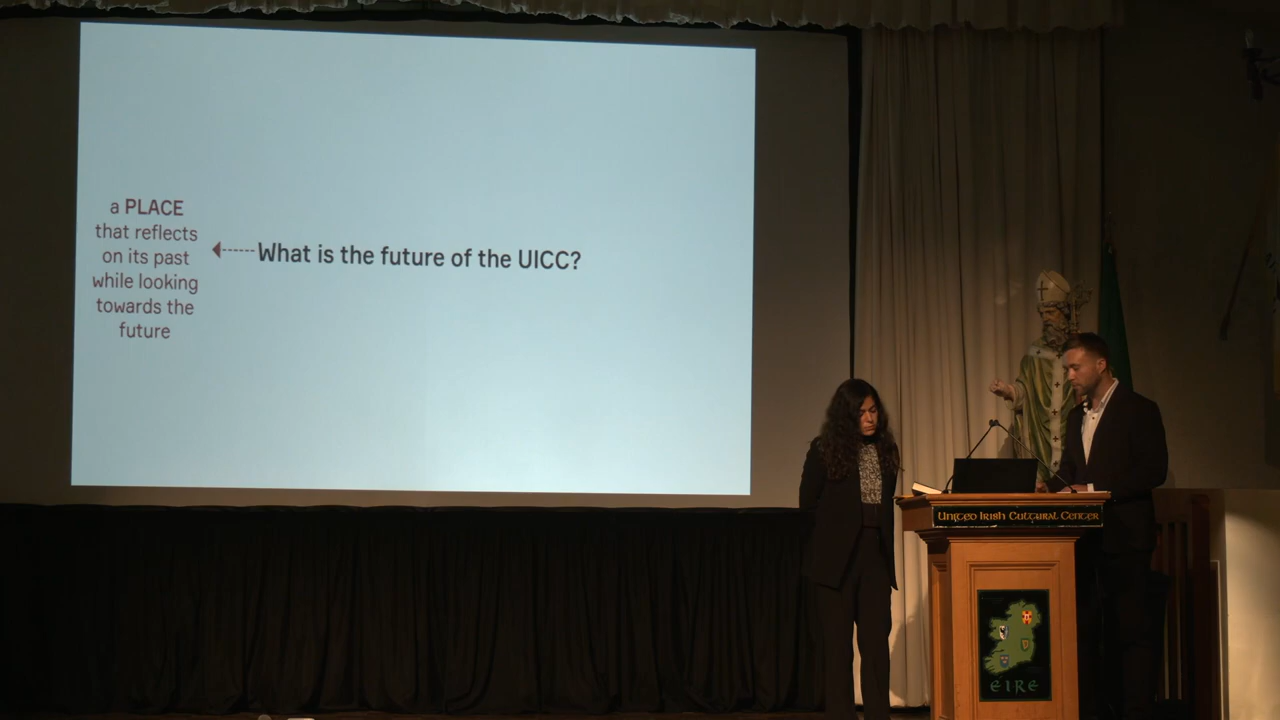 a PLACE
that reflects
on its past
while looking
towards the
future
What is the future of the UICC?
United Irish Cultural Center
EIRE